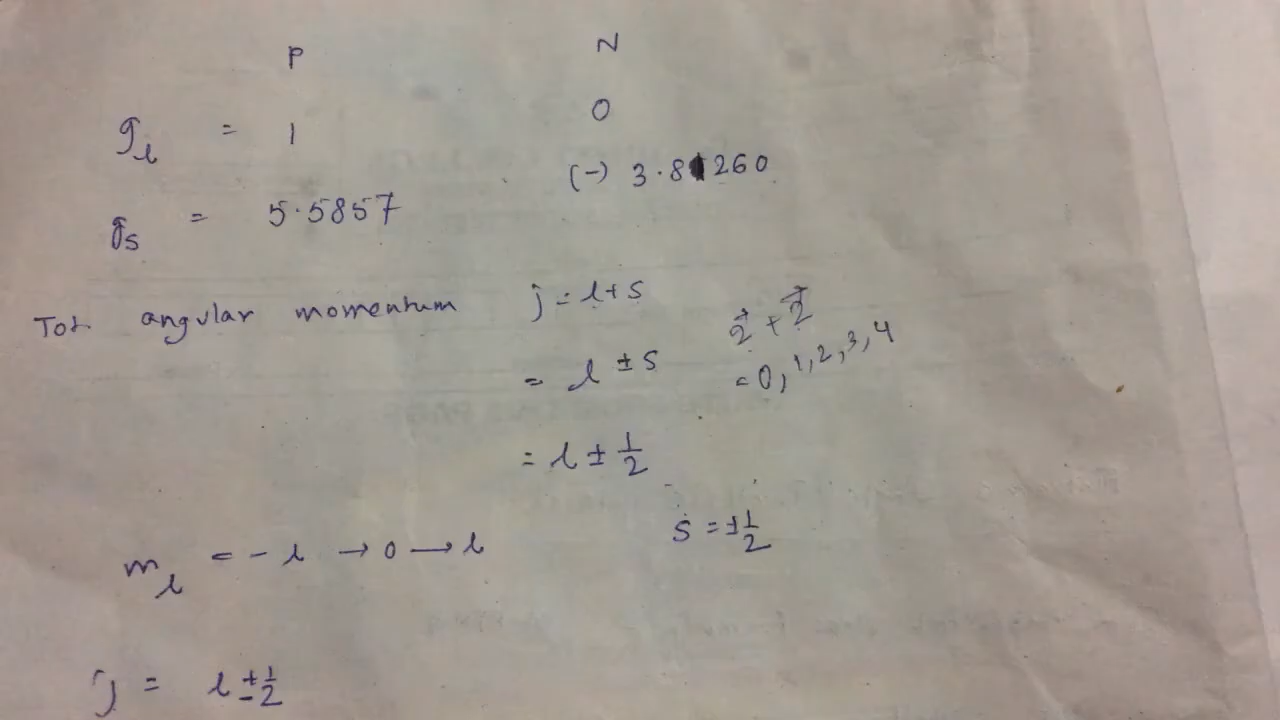 P N
g_l = 1 0
g_s = 5.5857 (-) 3.8260
Tot. angular momentum j = l + s
= l ± s
= l ± 1/2
2⃗ + 2⃗
= 0, 1, 2, 3, 4
m_l = - l → 0 → l
s = ± 1/2
j = l ± 1/2